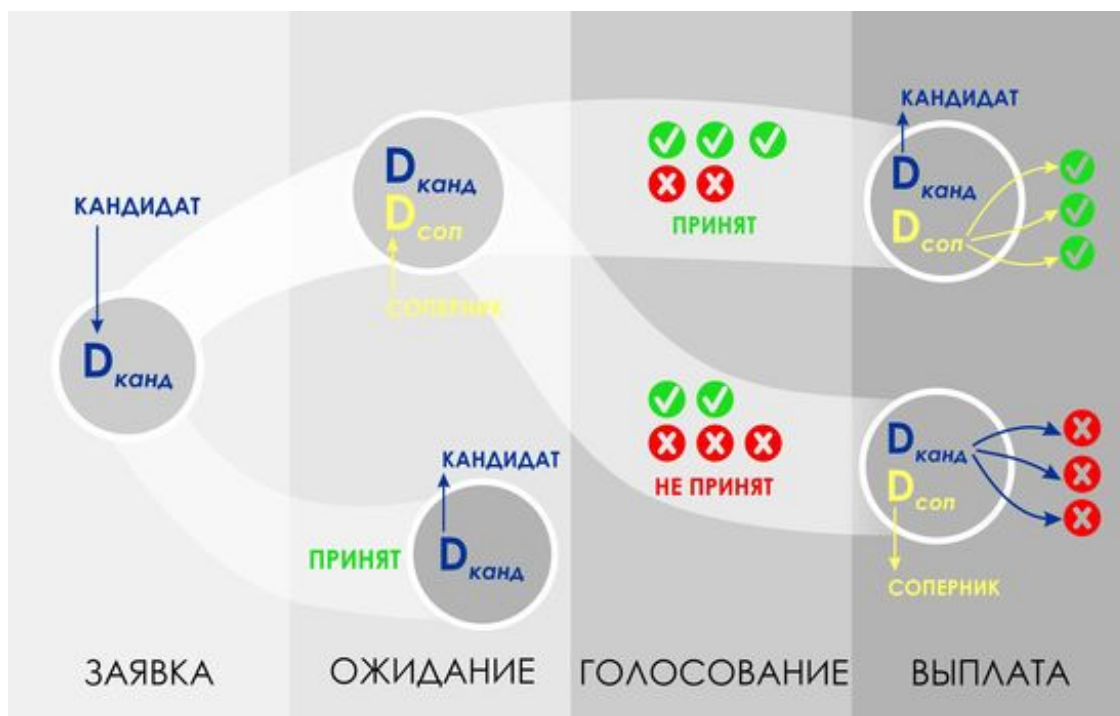 КАНДИДАТ
D канд
ЗАЯВКА
D канд
D соп
СОПЕРНИК
ПРИНЯТ
КАНДИДАТ
D канд
ОЖИДАНИЕ
ПРИНЯТ
НЕ ПРИНЯТ
ГОЛОСОВАНИЕ
КАНДИДАТ
D канд
D соп
D канд
D соп
СОПЕРНИК
ВЫПЛАТА